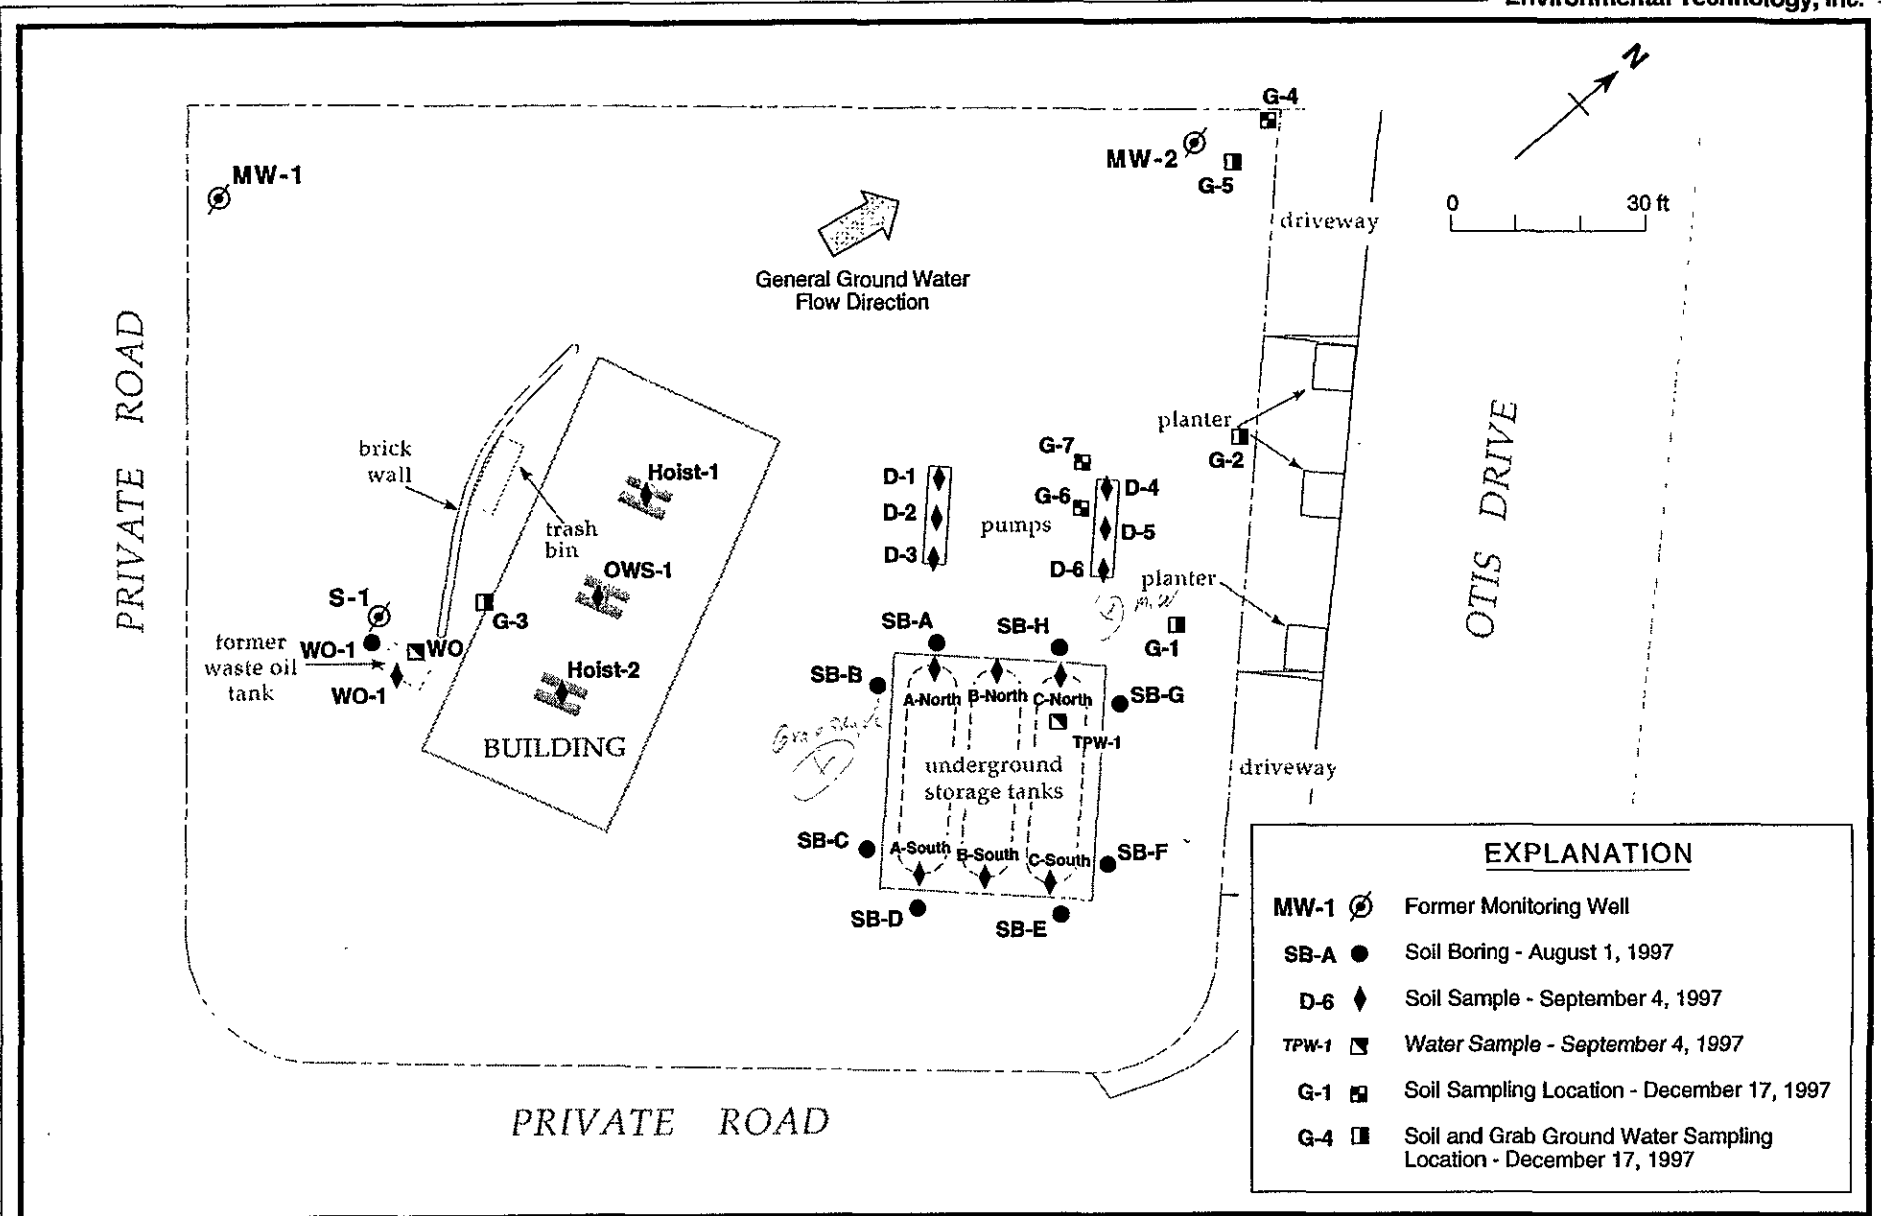 Environmental Technology, Inc.
N
G-4
MW-2
G-5
MW-1
driveway
0 30 ft
General Ground Water
Flow Direction
PRIVATE ROAD
brick
wall
Hoist-1
trash
bin
OWS-1
S-1
G-3
former
waste oil
tank
WO-1
WO
WO-1
Hoist-2
BUILDING
planter
G-2
G-7
G-6
D-1
D-2
D-3
pumps
D-4
D-5
D-6
planter
OTIS DRIVE
M.W
G-1
SB-A
SB-H
SB-B
SB-G
A-North
B-North
C-North
TPW-1
underground
storage tanks
driveway
SB-C
A-South
B-South
C-South
SB-F
SB-D
SB-E
PRIVATE ROAD
EXPLANATION
MW-1 Former Monitoring Well
SB-A Soil Boring - August 1, 1997
D-6 Soil Sample - September 4, 1997
TPW-1 Water Sample - September 4, 1997
G-1 Soil Sampling Location - December 17, 1997
G-4 Soil and Grab Ground Water Sampling
Location - December 17, 1997